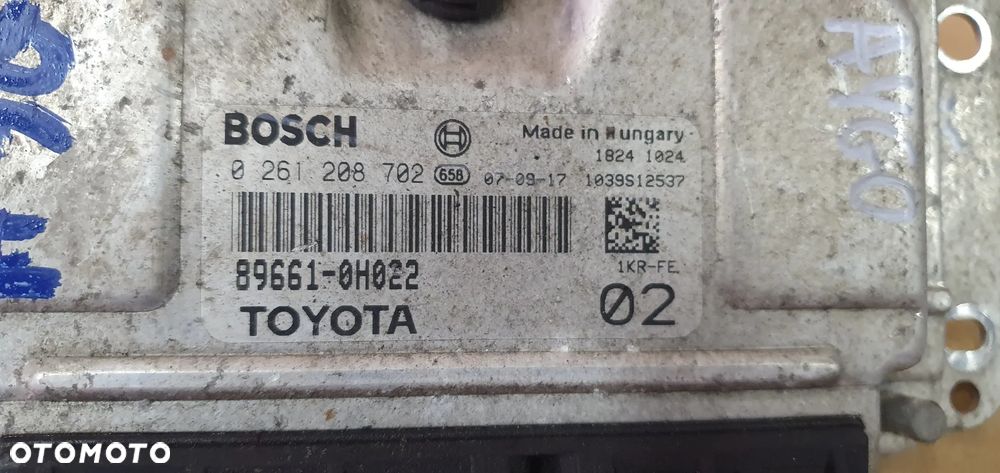 BOSCH
Made in Hungary
1824 1024
0 261 208 702 658 07-09-17 1039S12537
89661-0H022
1KR-FE
TOYOTA
02
AYGO
OTOMOTO